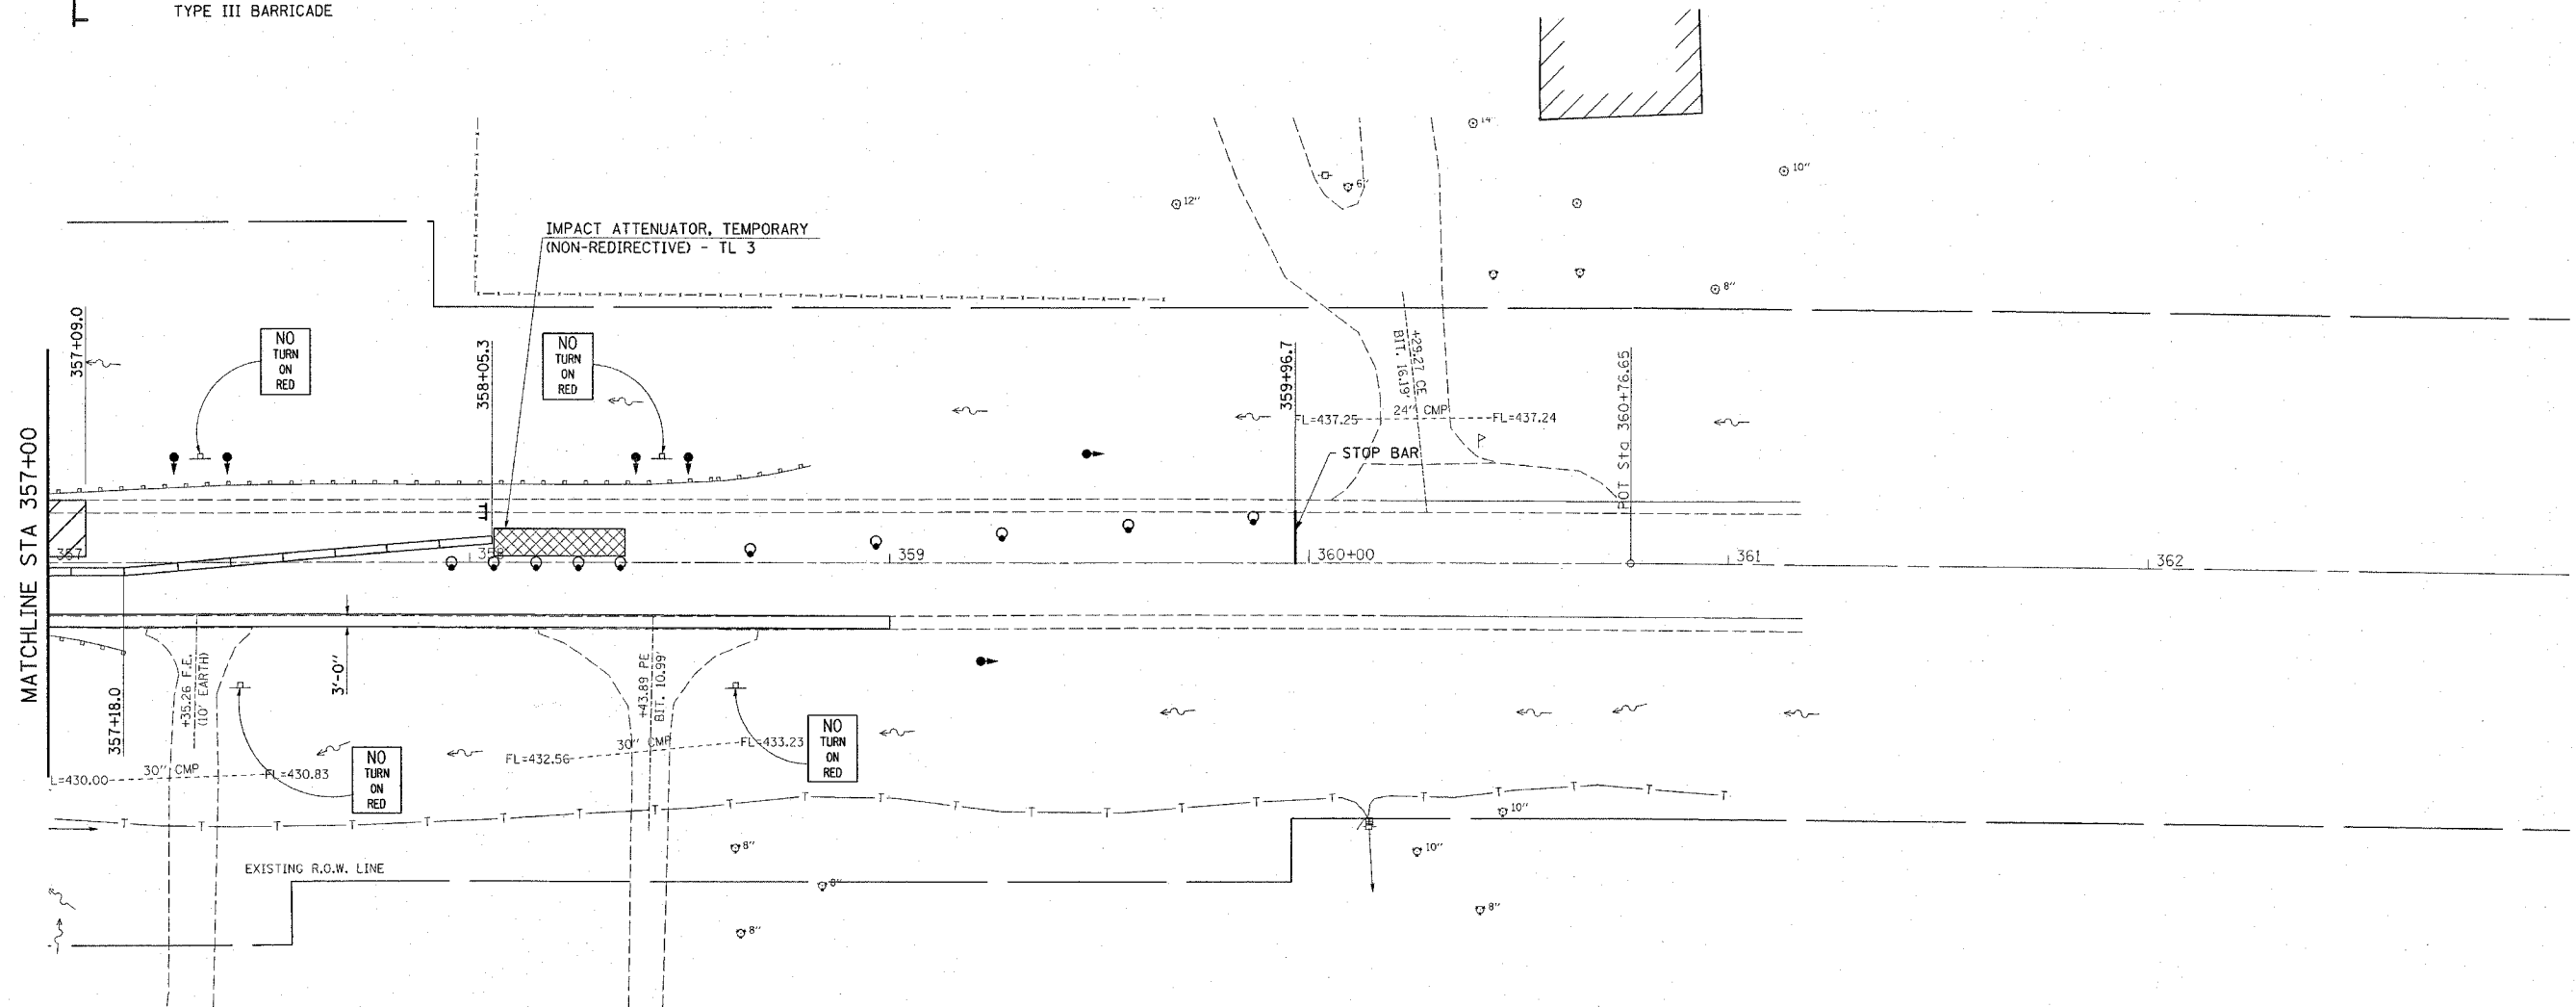 TYPE III BARRICADE
14"
10"
6"
12"
IMPACT ATTENUATOR, TEMPORARY
(NON-REDIRECTIVE) - TL 3
8"
357+09.0
NO
TURN
ON
RED
358+05.3
NO
TURN
ON
RED
359+96.7
+29.27 CE
BIT. 16.19'
POT Sta 360+76.65
FL=437.25
24" CMP
FL=437.24
STOP BAR
MATCHLINE STA 357+00
357
358
359
360+00
361
362
357+18.0
+35.26 F.E.
(10' EARTH)
3'-0"
+43.89 PE
BIT. 10.99'
NO
TURN
ON
RED
NO
TURN
ON
RED
L=430.00
30" CMP
FL=430.83
FL=432.56
30" CMP
FL=433.23
T T T T T T T T T T T T T T T T T T T T T
10"
8"
10"
EXISTING R.O.W. LINE
8"
8"
8"